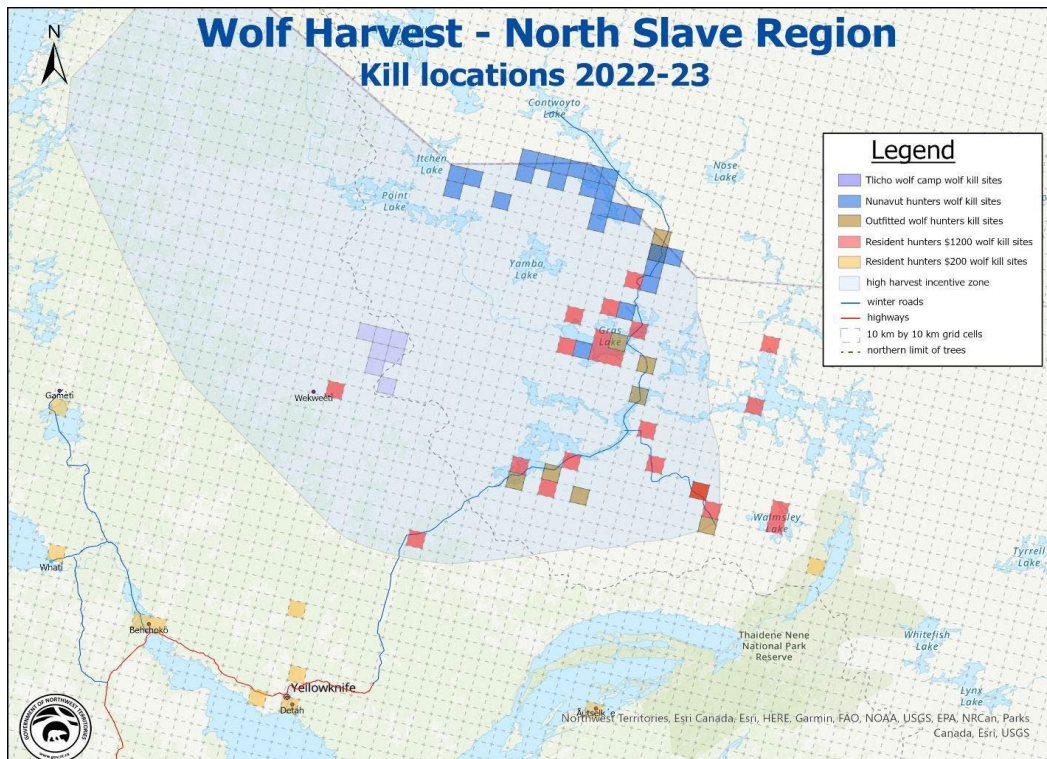 Wolf Harvest - North Slave Region
Kill locations 2022-23
N
Contwoyto
Lake
Itchen
Lake
Nose
Lake
Point
Lake
Yamba
Lake
Gras
Lake
Legend
Tlicho wolf camp wolf kill sites
Nunavut hunters wolf kill sites
Outfitted wolf hunters kill sites
Resident hunters $1200 wolf kill sites
Resident hunters $200 wolf kill sites
high harvest incentive zone
winter roads
highways
10 km by 10 km grid cells
northern limit of trees
Gamèti
Wekweètì
Walmsley
Lake
Tyrrell
Lake
Whatì
Behchokǫ̀
Thaidene Nene
National Park
Reserve
Whitefish
Lake
Yellowknife
Detah
Lynx
Lake
Northwest Territories, Esri Canada, Esri, HERE, Garmin, FAO, NOAA, USGS, EPA, NRCan, Parks
Canada, Esri, USGS
GOVERNMENT OF NORTHWEST TERRITORIES